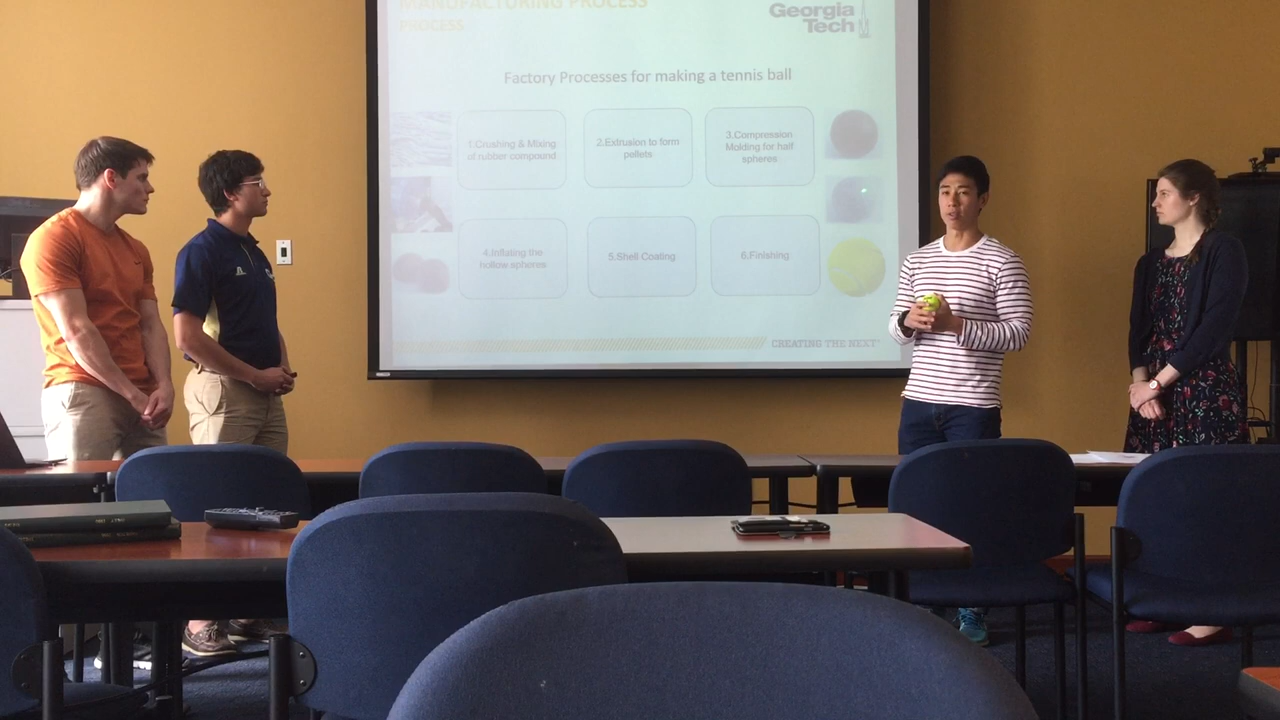 MANUFACTURING PROCESS
PROCESS
Georgia
Tech
Factory Processes for making a tennis ball
1.Crushing & Mixing
of rubber compound
2.Extrusion to form
pellets
3.Compression
Molding for half
spheres
4.Inflating the
hollow spheres
5.Shell Coating
6.Finishing
CREATING THE NEXT